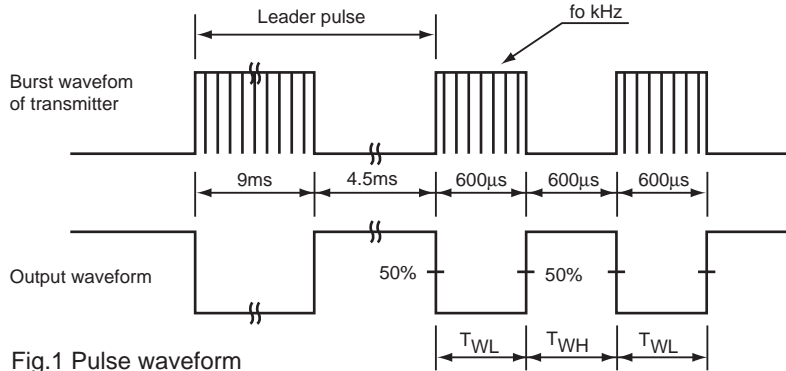 Leader pulse
fo kHz
Burst wavefom
of transmitter
9ms
4.5ms
600µs
600µs
600µs
Output waveform
50%
50%
TWL
TWH
TWL
Fig.1 Pulse waveform